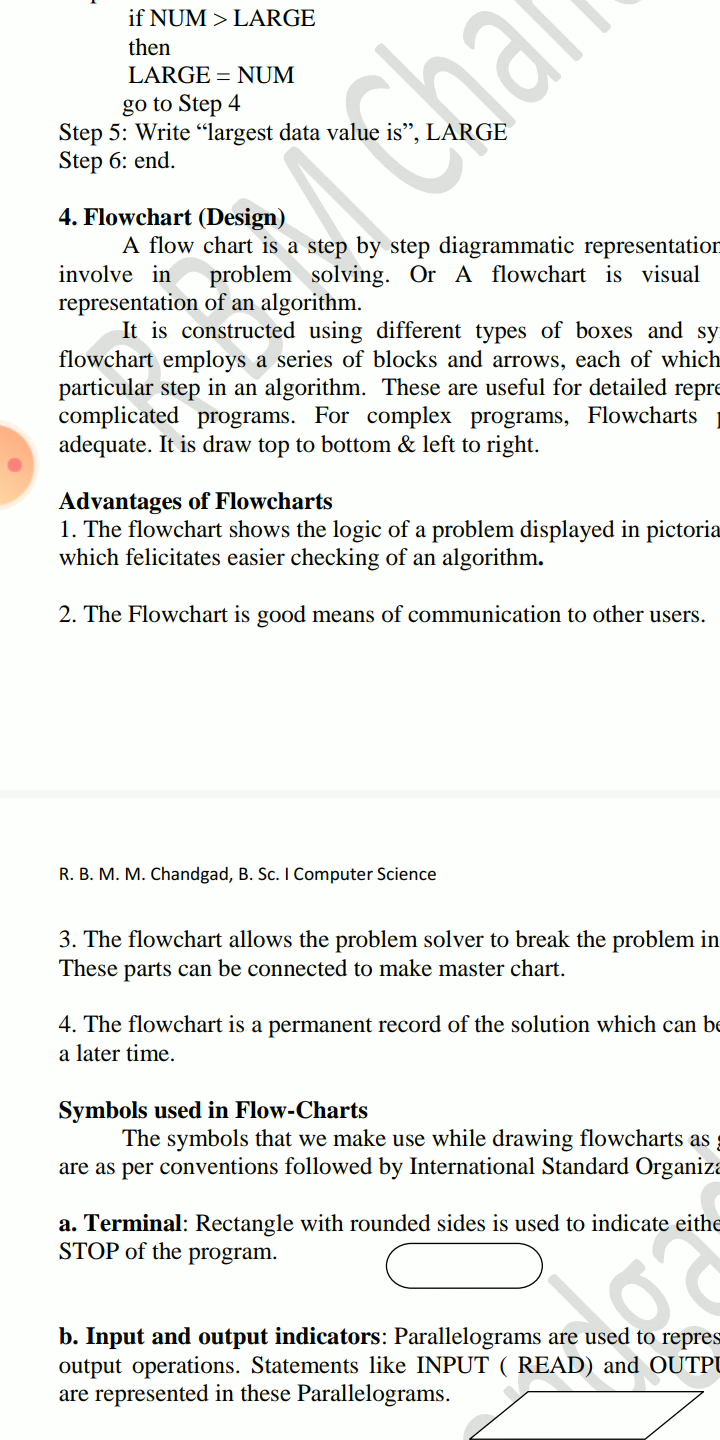 if NUM > LARGE
then
LARGE = NUM
go to Step 4
Step 5: Write “largest data value is”, LARGE
Step 6: end.
4. Flowchart (Design)
A flow chart is a step by step diagrammatic representation
involve in problem solving. Or A flowchart is visual
representation of an algorithm.
It is constructed using different types of boxes and sy
flowchart employs a series of blocks and arrows, each of which
particular step in an algorithm. These are useful for detailed repre
complicated programs. For complex programs, Flowcharts
adequate. It is draw top to bottom & left to right.
Advantages of Flowcharts
1. The flowchart shows the logic of a problem displayed in pictoria
which felicitates easier checking of an algorithm.
2. The Flowchart is good means of communication to other users.
R. B. M. M. Chandgad, B. Sc. I Computer Science
3. The flowchart allows the problem solver to break the problem in
These parts can be connected to make master chart.
4. The flowchart is a permanent record of the solution which can be
a later time.
Symbols used in Flow-Charts
The symbols that we make use while drawing flowcharts as g
are as per conventions followed by International Standard Organiza
a. Terminal: Rectangle with rounded sides is used to indicate eithe
STOP of the program.
b. Input and output indicators: Parallelograms are used to repres
output operations. Statements like INPUT ( READ) and OUTPU
are represented in these Parallelograms.
R B M Chan
ndgad